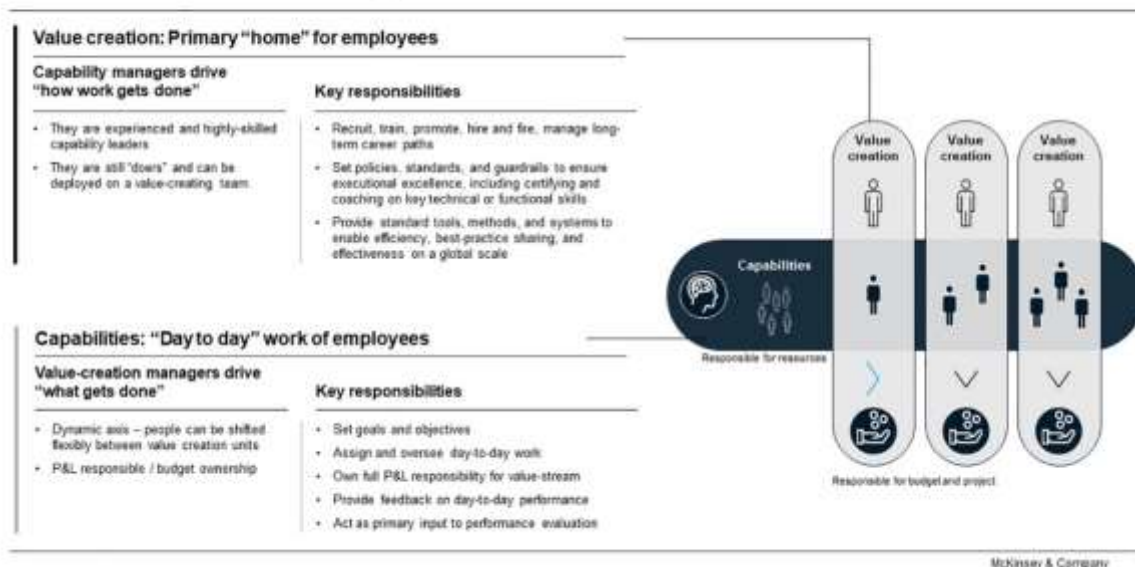 Value creation: Primary “home” for employees
Capability managers drive
“how work gets done”
• They are experienced and highly-skilled
capability leaders
• They are still “doers” and can be
deployed on a value-creating team
Key responsibilities
• Recruit, train, promote, hire and fire, manage long-
term career paths
• Set policies, standards, and guardrails to ensure
executional excellence, including certifying and
coaching on key technical or functional skills
• Provide standard tools, methods, and systems to
enable efficiency, best-practice sharing, and
effectiveness on a global scale
Capabilities: “Day to day” work of employees
Value-creation managers drive
“what gets done”
• Dynamic axis – people can be shifted
flexibly between value creation units
• P&L responsible / budget ownership
Key responsibilities
• Set goals and objectives
• Assign and oversee day-to-day work
• Own full P&L responsibility for value-stream
• Provide feedback on day-to-day performance
• Act as primary input to performance evaluation
Value
creation
Value
creation
Value
creation
Capabilities
Responsible for resources
Responsible for budget and project
McKinsey & Company